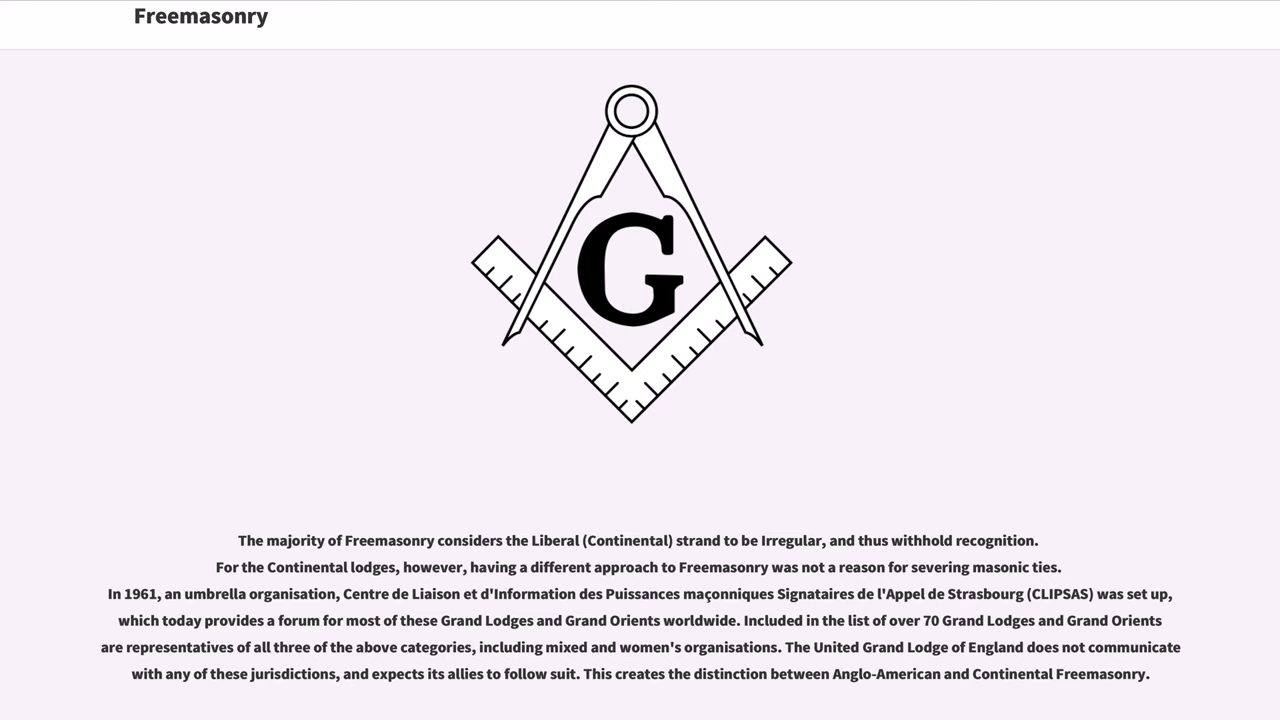 Freemasonry
G
The majority of Freemasonry considers the Liberal (Continental) strand to be Irregular, and thus withhold recognition.
For the Continental lodges, however, having a different approach to Freemasonry was not a reason for severing masonic ties.
In 1961, an umbrella organisation, Centre de Liaison et d'Information des Puissances maçonniques Signataires de l'Appel de Strasbourg (CLIPSAS) was set up,
which today provides a forum for most of these Grand Lodges and Grand Orients worldwide. Included in the list of over 70 Grand Lodges and Grand Orients
are representatives of all three of the above categories, including mixed and women's organisations. The United Grand Lodge of England does not communicate
with any of these jurisdictions, and expects its allies to follow suit. This creates the distinction between Anglo-American and Continental Freemasonry.